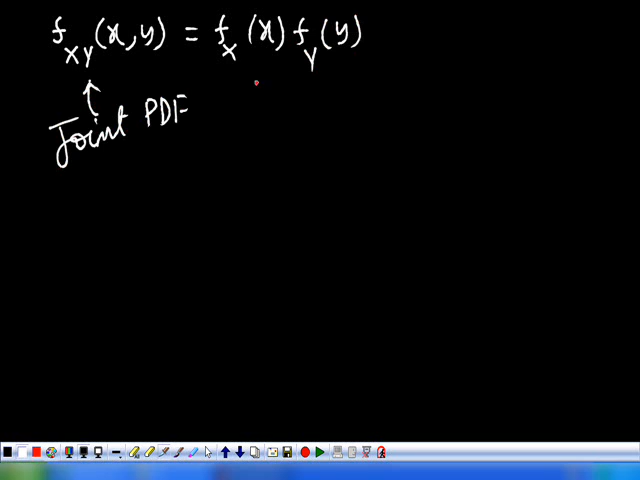 f_XY(x,y) = f_X(x) f_Y(y)
Joint PDF